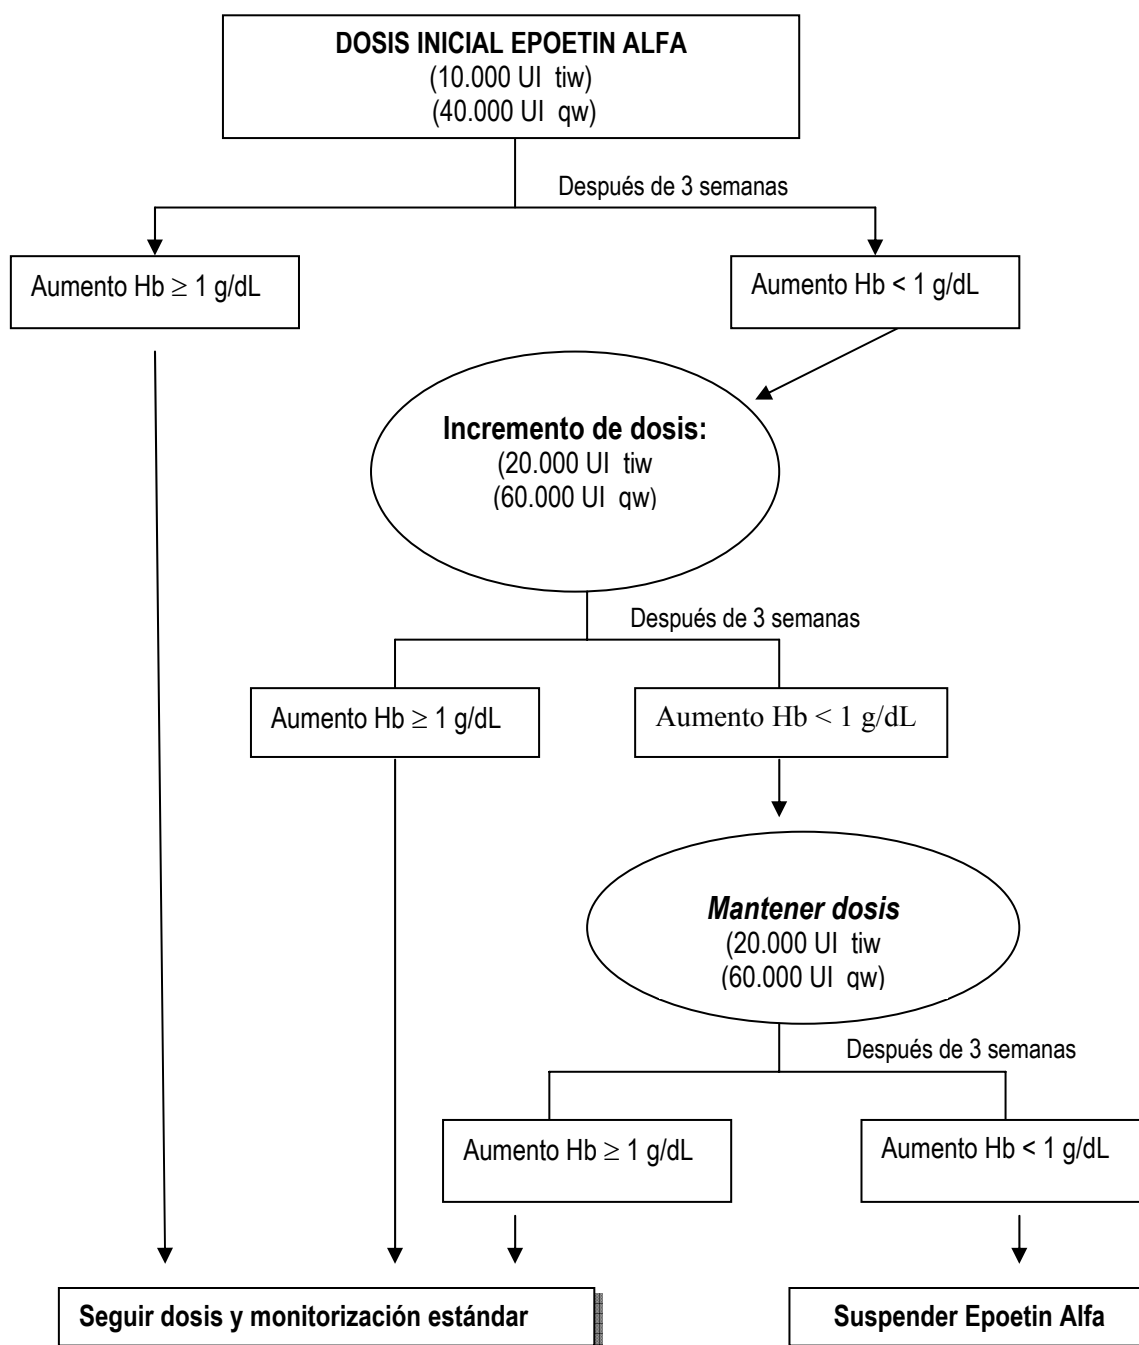 DOSIS INICIAL EPOETIN ALFA
(10.000 UI tiw)
(40.000 UI qw)
Después de 3 semanas
Aumento Hb ≥ 1 g/dL
Aumento Hb < 1 g/dL
Incremento de dosis:
(20.000 UI tiw
(60.000 UI qw)
Después de 3 semanas
Aumento Hb ≥ 1 g/dL
Aumento Hb < 1 g/dL
Mantener dosis
(20.000 UI tiw
(60.000 UI qw)
Después de 3 semanas
Aumento Hb ≥ 1 g/dL
Aumento Hb < 1 g/dL
Seguir dosis y monitorización estándar
Suspender Epoetin Alfa